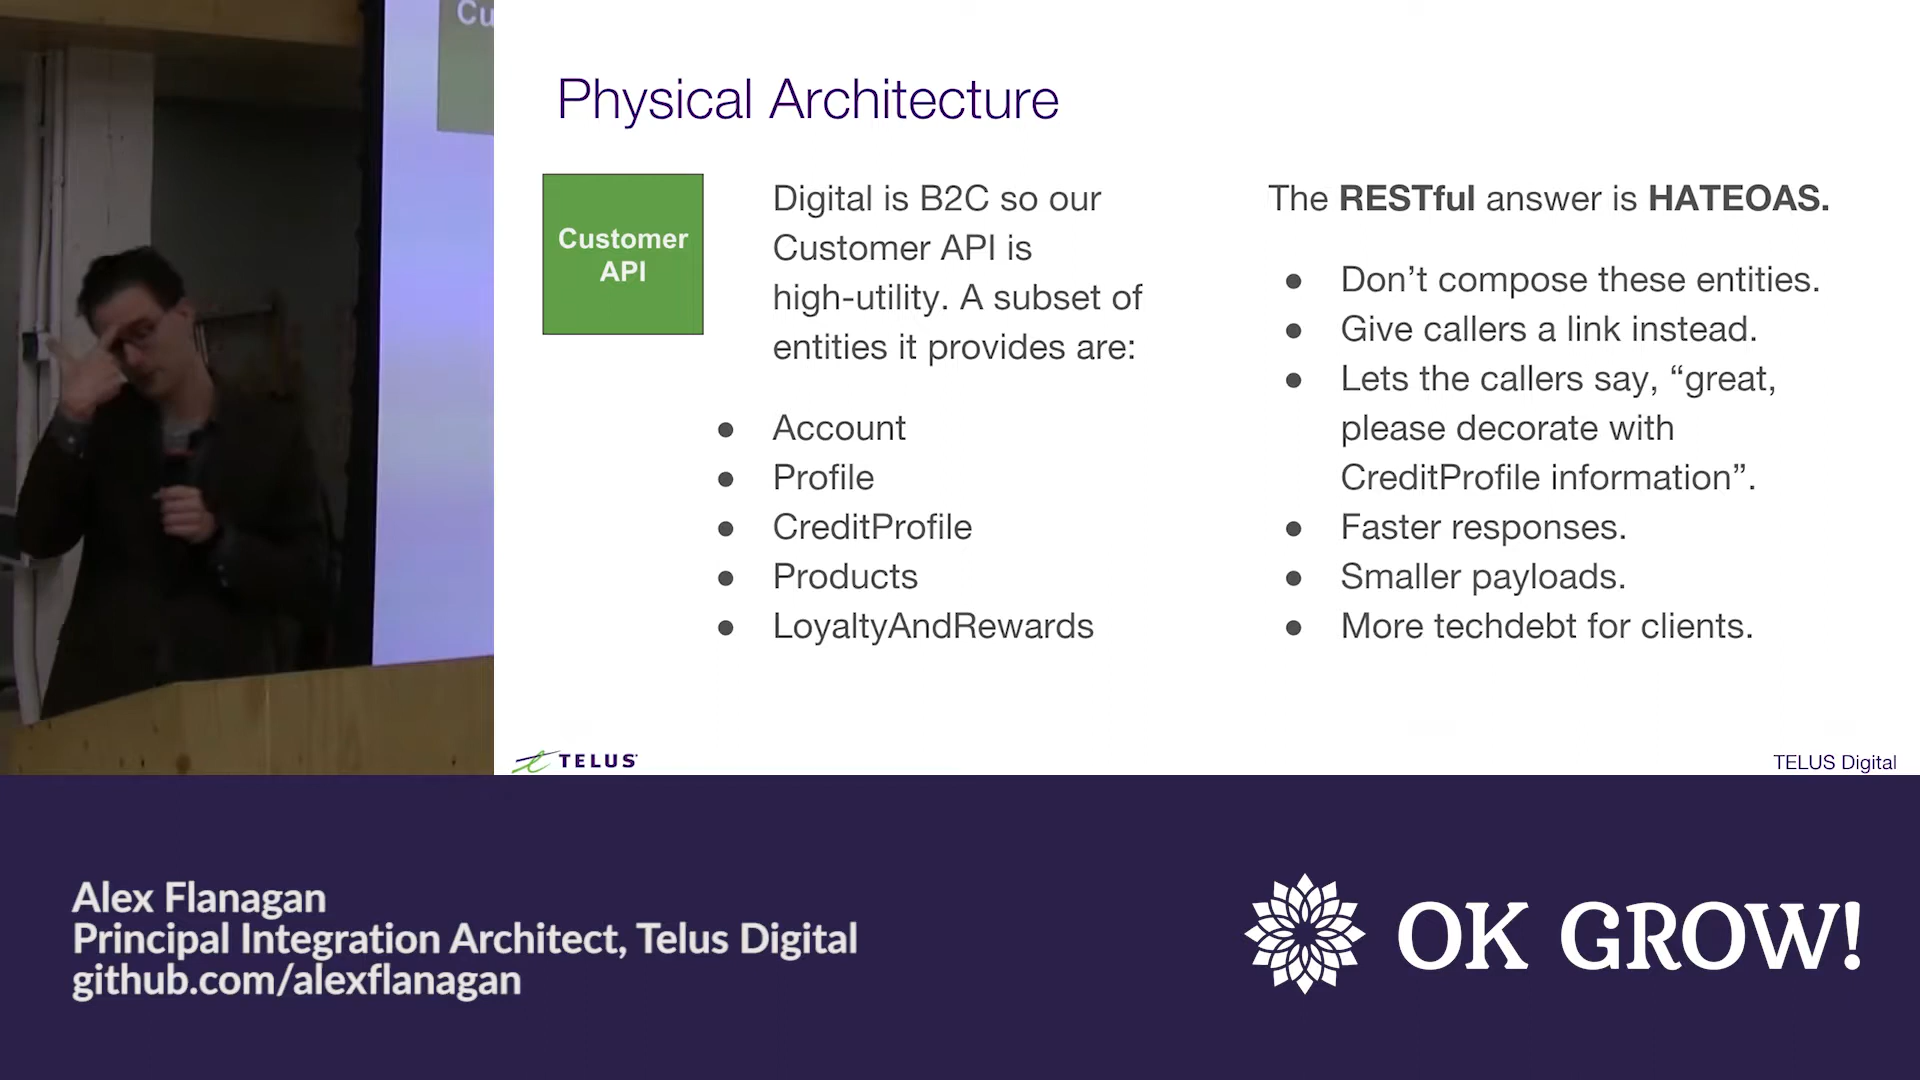 Cu
Physical Architecture
Customer
API
Digital is B2C so our
Customer API is
high-utility. A subset of
entities it provides are:
● Account
● Profile
● CreditProfile
● Products
● LoyaltyAndRewards
The RESTful answer is HATEOAS.
● Don’t compose these entities.
● Give callers a link instead.
● Lets the callers say, “great,
please decorate with
CreditProfile information”.
● Faster responses.
● Smaller payloads.
● More techdebt for clients.
TELUS
TELUS Digital
Alex Flanagan
Principal Integration Architect, Telus Digital
github.com/alexflanagan
OK GROW!